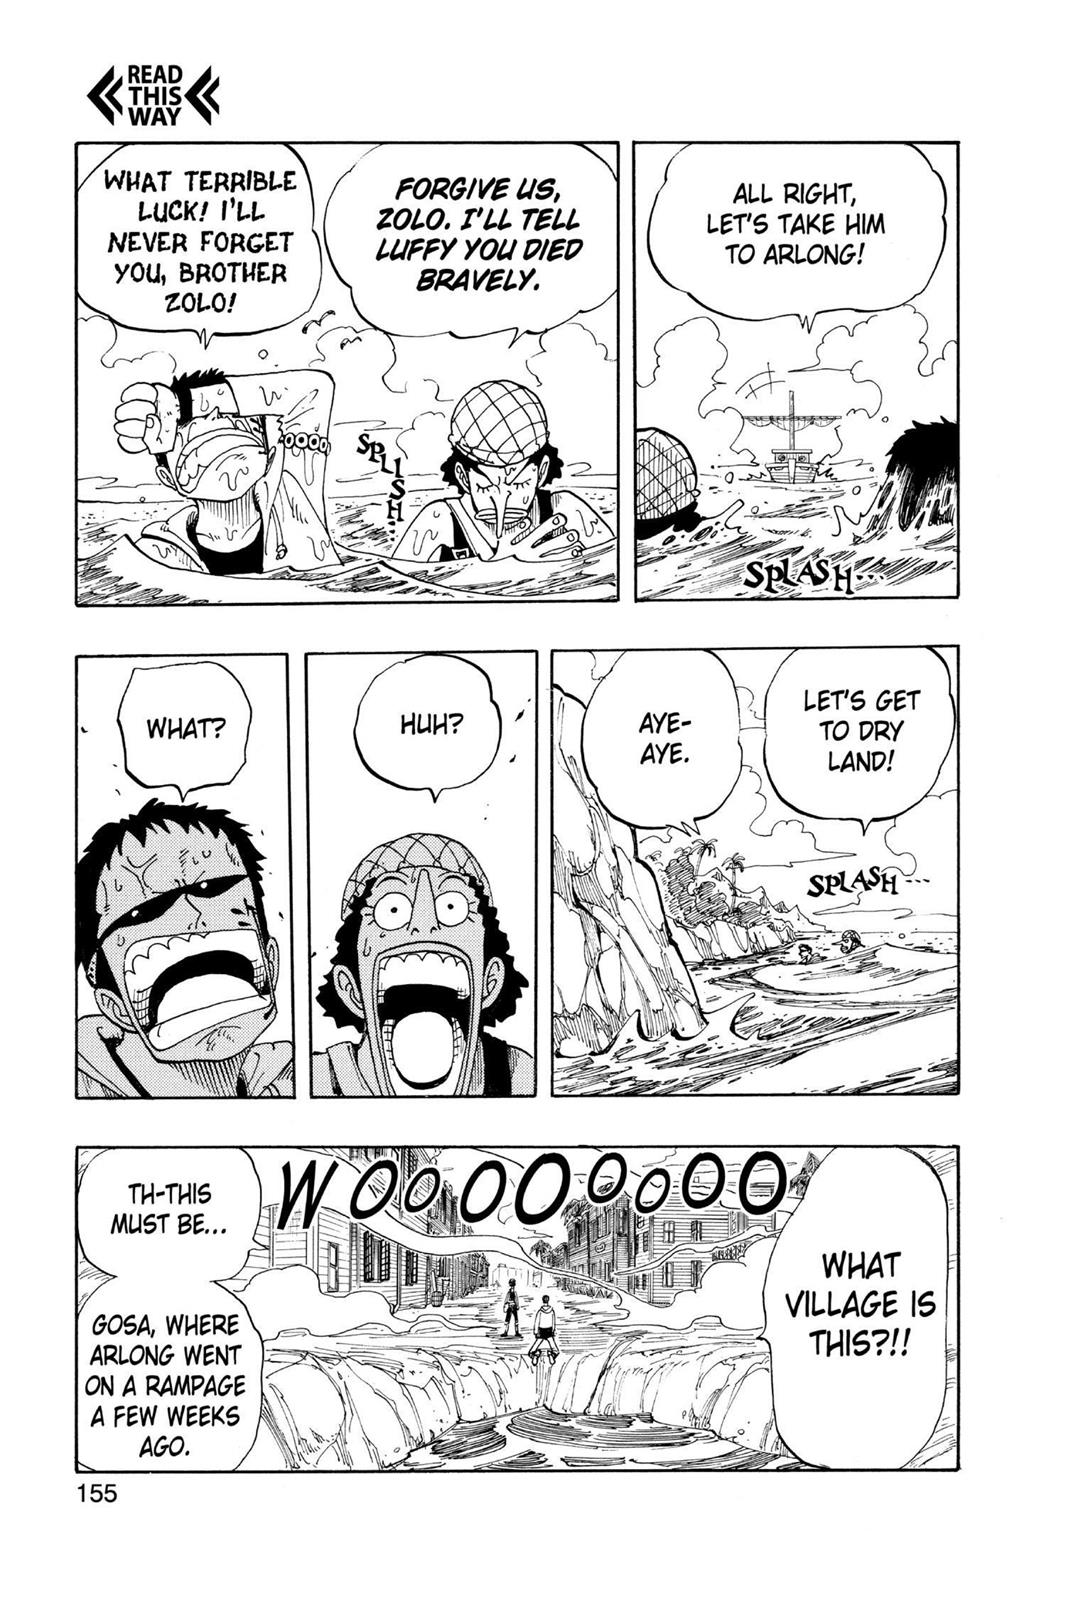 READ
THIS
WAY
ALL RIGHT,
LET'S TAKE HIM
TO ARLONG!
SPLASH...
FORGIVE US,
ZOLO. I'LL TELL
LUFFY YOU DIED
BRAVELY.
SPLISH...
WHAT TERRIBLE
LUCK! I'LL
NEVER FORGET
YOU, BROTHER
ZOLO!
LET'S GET
TO DRY
LAND!
AYE-
AYE.
SPLASH...
HUH?
WHAT?
WOOOOOOOO
WHAT
VILLAGE IS
THIS?!!
TH-THIS
MUST BE...
GOSA, WHERE
ARLONG WENT
ON A RAMPAGE
A FEW WEEKS
AGO.
155